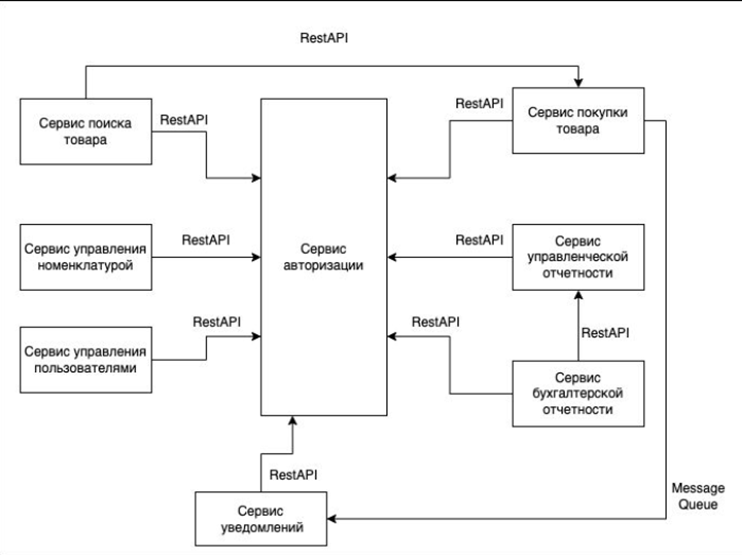 RestAPI
Сервис поиска
товара
RestAPI
RestAPI
Сервис покупки
товара
Сервис управления
номенклатурой
RestAPI
Сервис
авторизации
RestAPI
Сервис
управленческой
отчетности
Сервис управления
пользователями
RestAPI
RestAPI
RestAPI
Сервис
бухгалтерской
отчетности
RestAPI
Сервис
уведомлений
Message
Queue